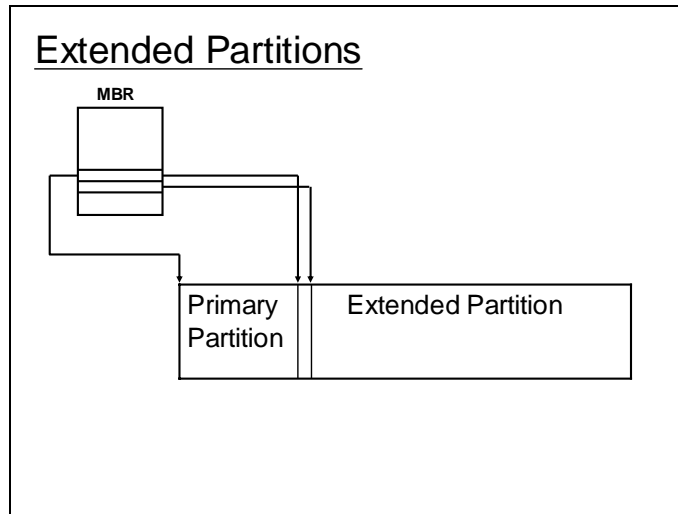 Extended Partitions
MBR
Primary
Partition
Extended Partition